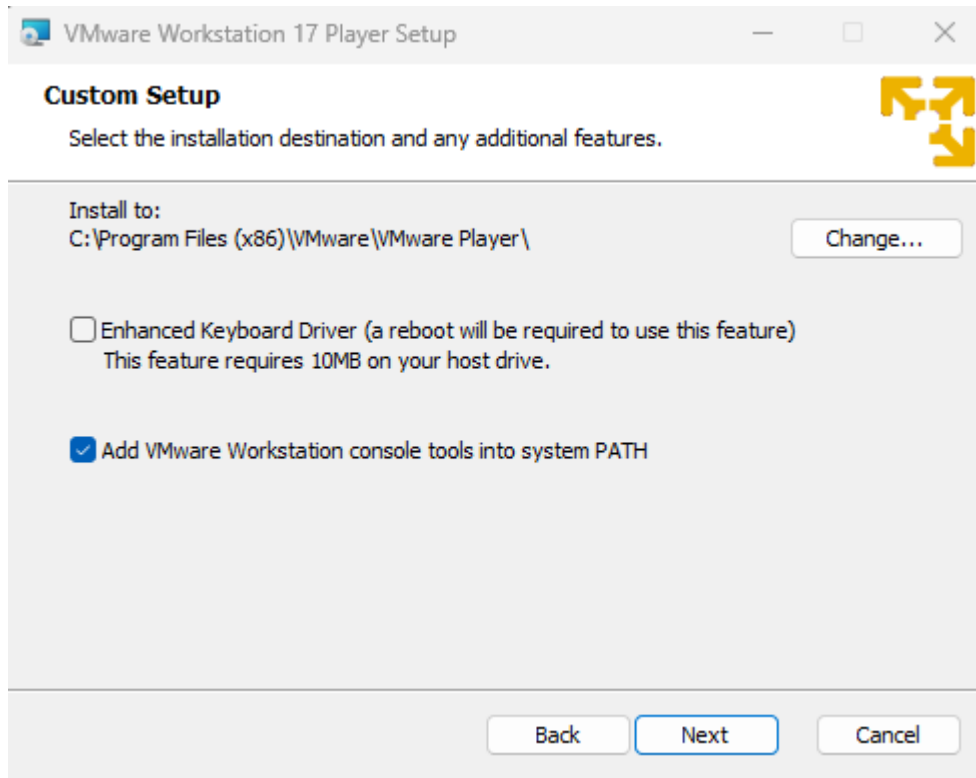 VMware Workstation 17 Player Setup
Custom Setup
Select the installation destination and any additional features.
Install to:
C:\Program Files (x86)\VMware\VMware Player\
Change...
Enhanced Keyboard Driver (a reboot will be required to use this feature)
This feature requires 10MB on your host drive.
Add VMware Workstation console tools into system PATH
Back
Next
Cancel